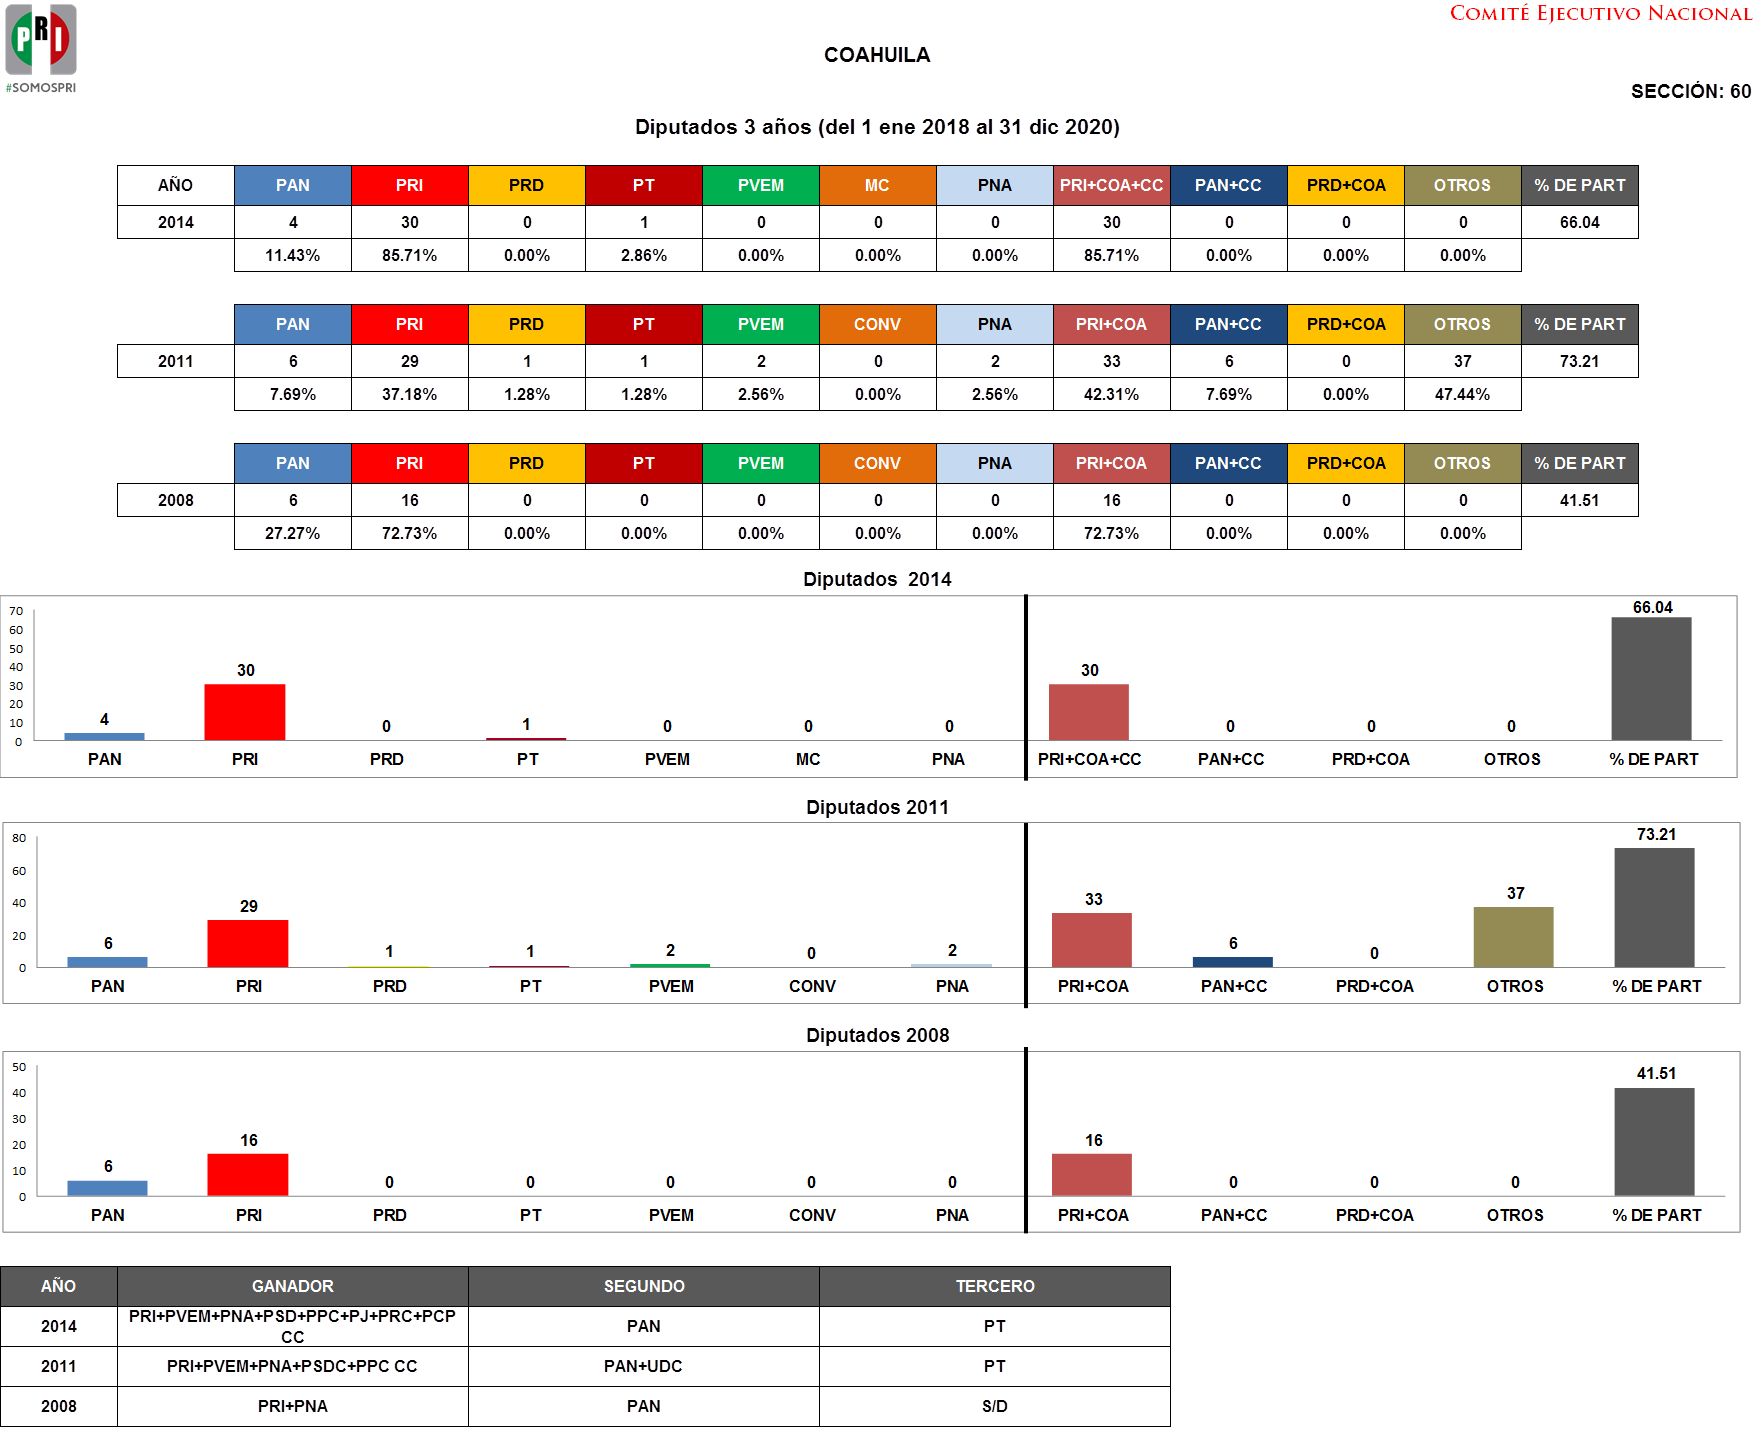 PRI
#SOMOSPRI
COMITÉ EJECUTIVO NACIONAL
COAHUILA
SECCIÓN: 60
Diputados 3 años (del 1 ene 2018 al 31 dic 2020)
AÑO PAN PRI PRD PT PVEM MC PNA PRI+COA+CC PAN+CC PRD+COA OTROS % DE PART
2014 4 30 0 1 0 0 0 30 0 0 0 66.04
11.43% 85.71% 0.00% 2.86% 0.00% 0.00% 0.00% 85.71% 0.00% 0.00% 0.00%
PAN PRI PRD PT PVEM CONV PNA PRI+COA PAN+CC PRD+COA OTROS % DE PART
2011 6 29 1 1 2 0 2 33 6 0 37 73.21
7.69% 37.18% 1.28% 1.28% 2.56% 0.00% 2.56% 42.31% 7.69% 0.00% 47.44%
PAN PRI PRD PT PVEM CONV PNA PRI+COA PAN+CC PRD+COA OTROS % DE PART
2008 6 16 0 0 0 0 0 16 0 0 0 41.51
27.27% 72.73% 0.00% 0.00% 0.00% 0.00% 0.00% 72.73% 0.00% 0.00% 0.00%
Diputados 2014
70
60
50
40
30
20
10
0
4 30 0 1 0 0 0 30 0 0 0 66.04
PAN PRI PRD PT PVEM MC PNA PRI+COA+CC PAN+CC PRD+COA OTROS % DE PART
Diputados 2011
80
60
40
20
0
6 29 1 1 2 0 2 33 6 0 37 73.21
PAN PRI PRD PT PVEM CONV PNA PRI+COA PAN+CC PRD+COA OTROS % DE PART
Diputados 2008
50
40
30
20
10
0
6 16 0 0 0 0 0 16 0 0 0 41.51
PAN PRI PRD PT PVEM CONV PNA PRI+COA PAN+CC PRD+COA OTROS % DE PART
AÑO GANADOR SEGUNDO TERCERO
2014 PRI+PVEM+PNA+PSD+PPC+PJ+PRC+PCP CC PAN PT
2011 PRI+PVEM+PNA+PSDC+PPC CC PAN+UDC PT
2008 PRI+PNA PAN S/D